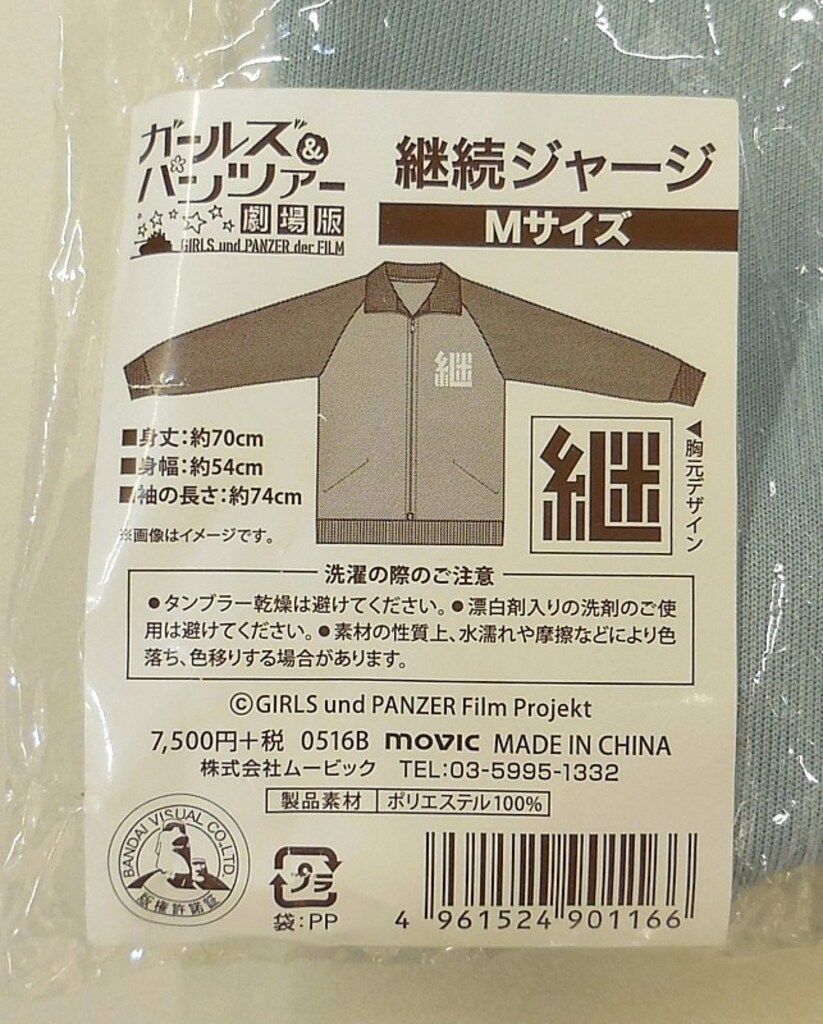 ガールズ&
パンツァー
劇場版
GIRLS und PANZER der FILM
継続ジャージ
Mサイズ
継
■身丈:約70cm
■身幅:約54cm
■袖の長さ:約74cm
※画像はイメージです。
継
◀胸元デザイン
洗濯の際のご注意
●タンブラー乾燥は避けてください。●漂白剤入りの洗剤のご使
用は避けてください。●素材の性質上、水濡れや摩擦などにより色
落ち、色移りする場合があります。
©GIRLS und PANZER Film Projekt
7,500円+税 0516B movic MADE IN CHINA
株式会社ムービック TEL:03-5995-1332
製品素材 ポリエステル100%
BANDAI VISUAL CO.,LTD.
版権許諾証
プラ
袋:PP
4 961524 901166